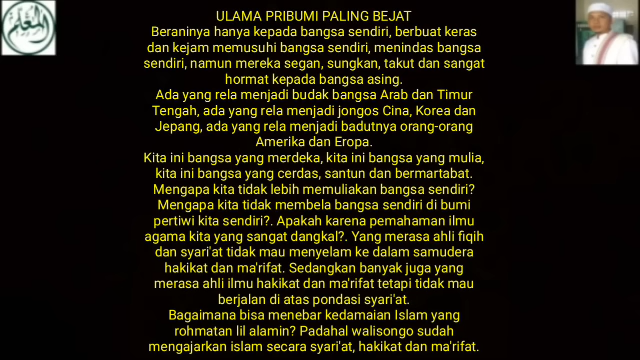 ULAMA PRIBUMI PALING BEJAT
Beraninya hanya kepada bangsa sendiri, berbuat keras
dan kejam memusuhi bangsa sendiri, menindas bangsa
sendiri, namun mereka segan, sungkan, takut dan sangat
hormat kepada bangsa asing.
Ada yang rela menjadi budak bangsa Arab dan Timur
Tengah, ada yang rela menjadi jongos Cina, Korea dan
Jepang, ada yang rela menjadi badutnya orang-orang
Amerika dan Eropa.
Kita ini bangsa yang merdeka, kita ini bangsa yang mulia,
kita ini bangsa yang cerdas, santun dan bermartabat.
Mengapa kita tidak lebih memuliakan bangsa sendiri?
Mengapa kita tidak membela bangsa sendiri di bumi
pertiwi kita sendiri?. Apakah karena pemahaman ilmu
agama kita yang sangat dangkal?. Yang merasa ahli fiqih
dan syari'at tidak mau menyelam ke dalam samudera
hakikat dan ma'rifat. Sedangkan banyak juga yang
merasa ahli ilmu hakikat dan ma'rifat tetapi tidak mau
berjalan di atas pondasi syari'at.
Bagaimana bisa menebar kedamaian Islam yang
rohmatan lil alamin? Padahal walisongo sudah
mengajarkan islam secara syari'at, hakikat dan ma'rifat.